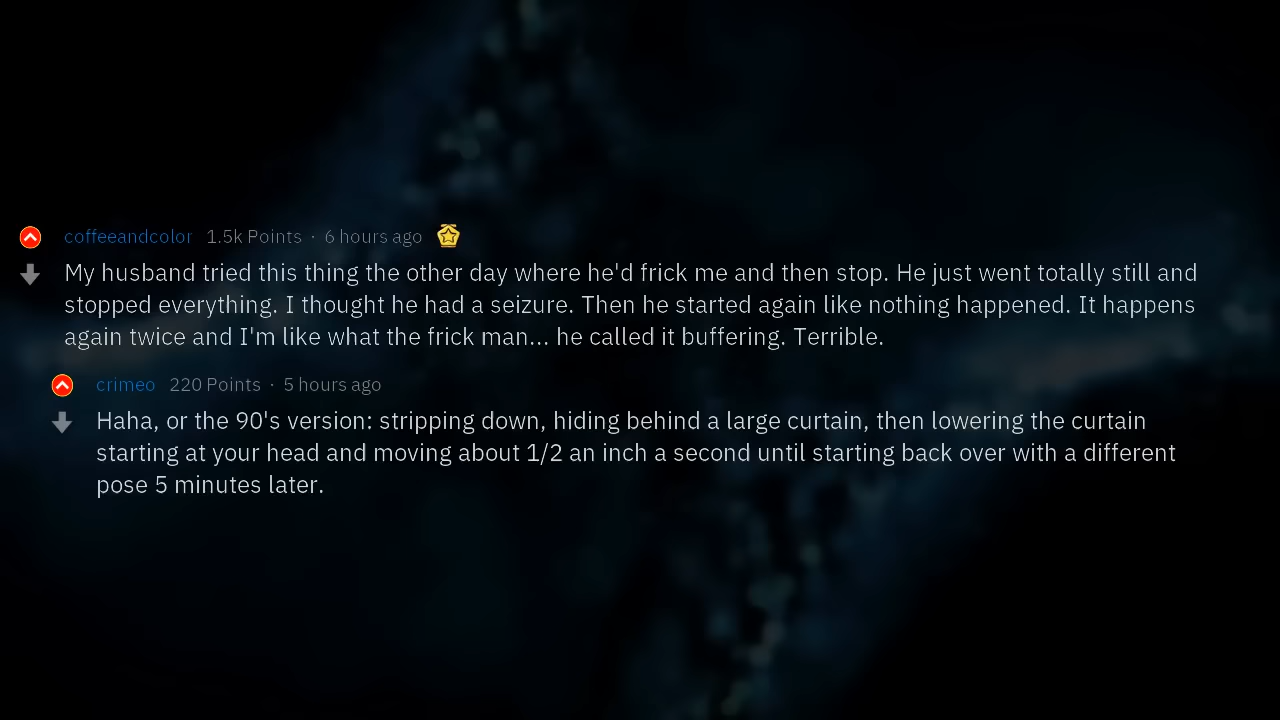 coffeeandcolor 1.5k Points · 6 hours ago
My husband tried this thing the other day where he'd frick me and then stop. He just went totally still and
stopped everything. I thought he had a seizure. Then he started again like nothing happened. It happens
again twice and I'm like what the frick man... he called it buffering. Terrible.
crimeo 220 Points · 5 hours ago
Haha, or the 90's version: stripping down, hiding behind a large curtain, then lowering the curtain
starting at your head and moving about 1/2 an inch a second until starting back over with a different
pose 5 minutes later.